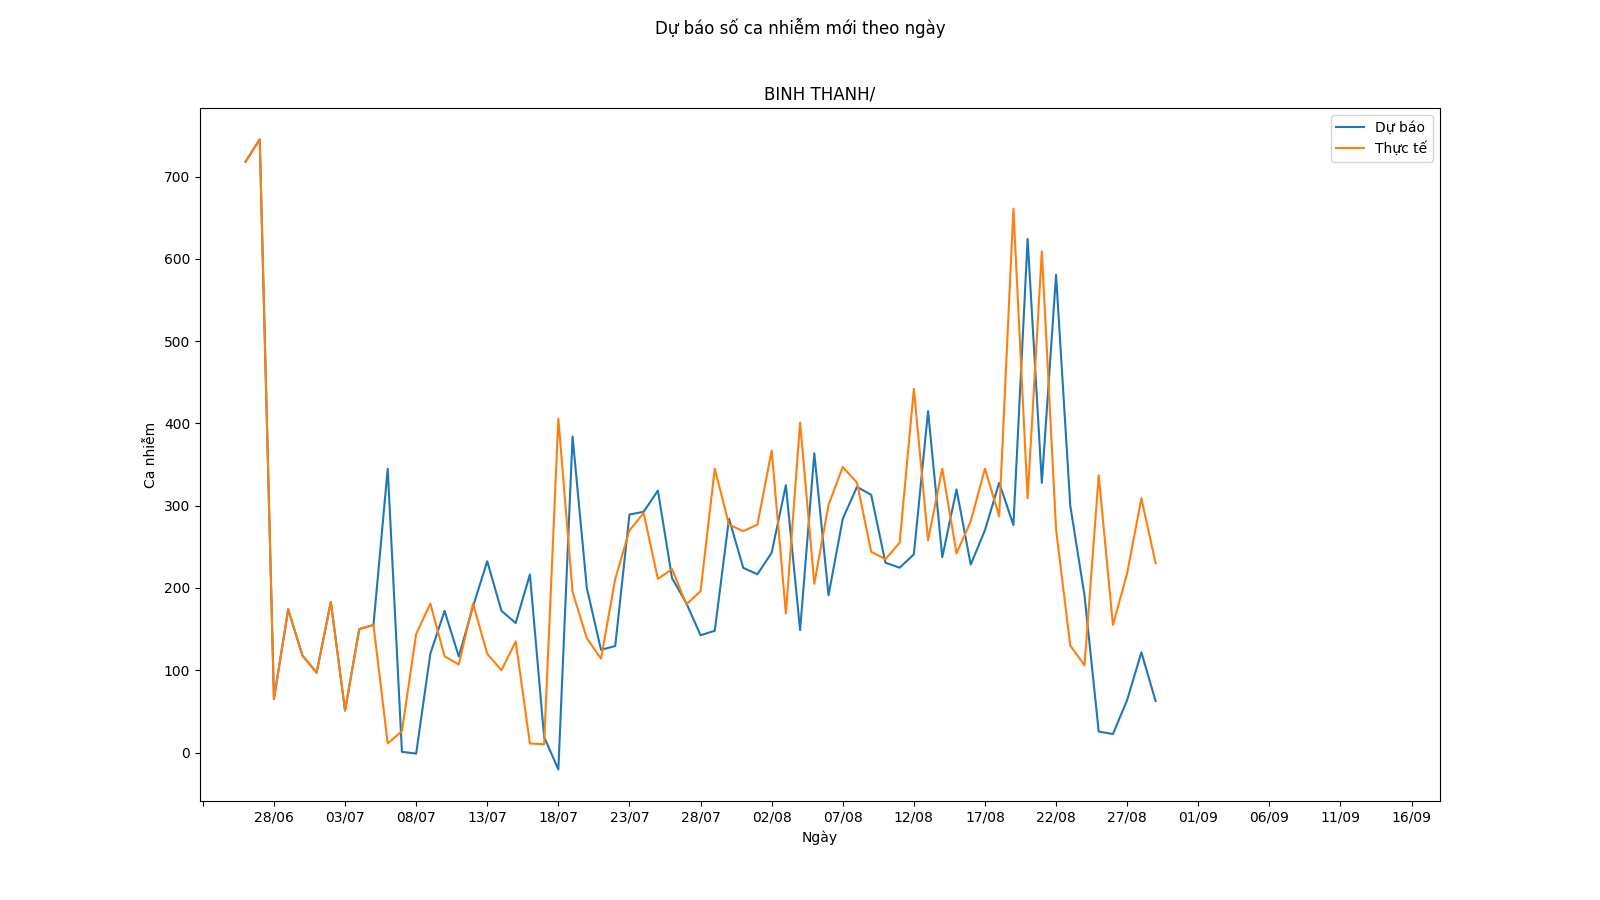 Dự báo số ca nhiễm mới theo ngày
BINH THANH/
Dự báo
Thực tế
700
600
500
400
300
200
100
0
Ca nhiễm
28/06 03/07 08/07 13/07 18/07 23/07 28/07 02/08 07/08 12/08 17/08 22/08 27/08 01/09 06/09 11/09 16/09
Ngày